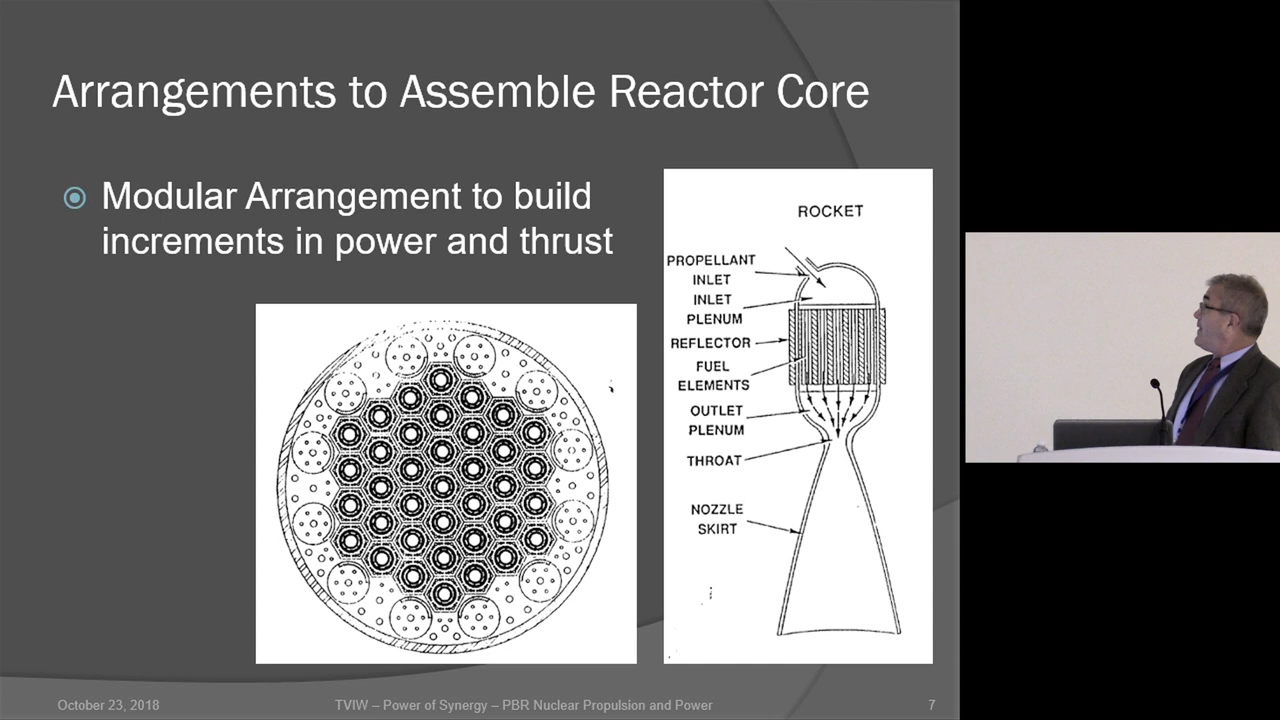 Arrangements to Assemble Reactor Core
Modular Arrangement to build
increments in power and thrust
ROCKET
PROPELLANT
INLET
INLET
PLENUM
REFLECTOR
FUEL
ELEMENTS
OUTLET
PLENUM
THROAT
NOZZLE
SKIRT
October 23, 2018
TVIW – Power of Synergy – PBR Nuclear Propulsion and Power
7